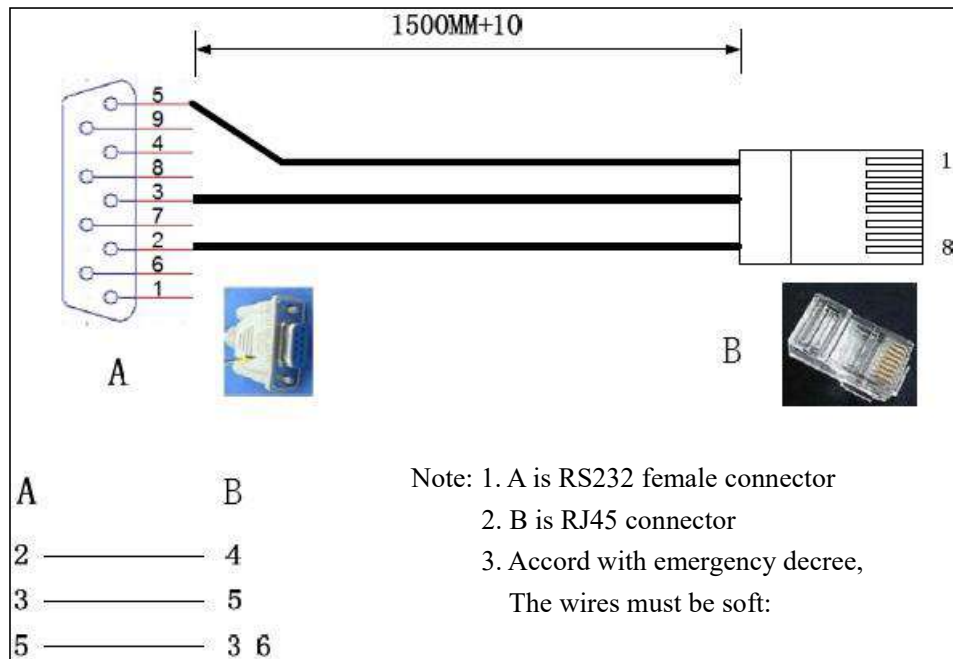 1500MM+10
5
9
4
8
3
7
2
6
1
1
8
A
B
A B
2 4
3 5
5 3 6
Note: 1. A is RS232 female connector
2. B is RJ45 connector
3. Accord with emergency decree,
The wires must be soft: